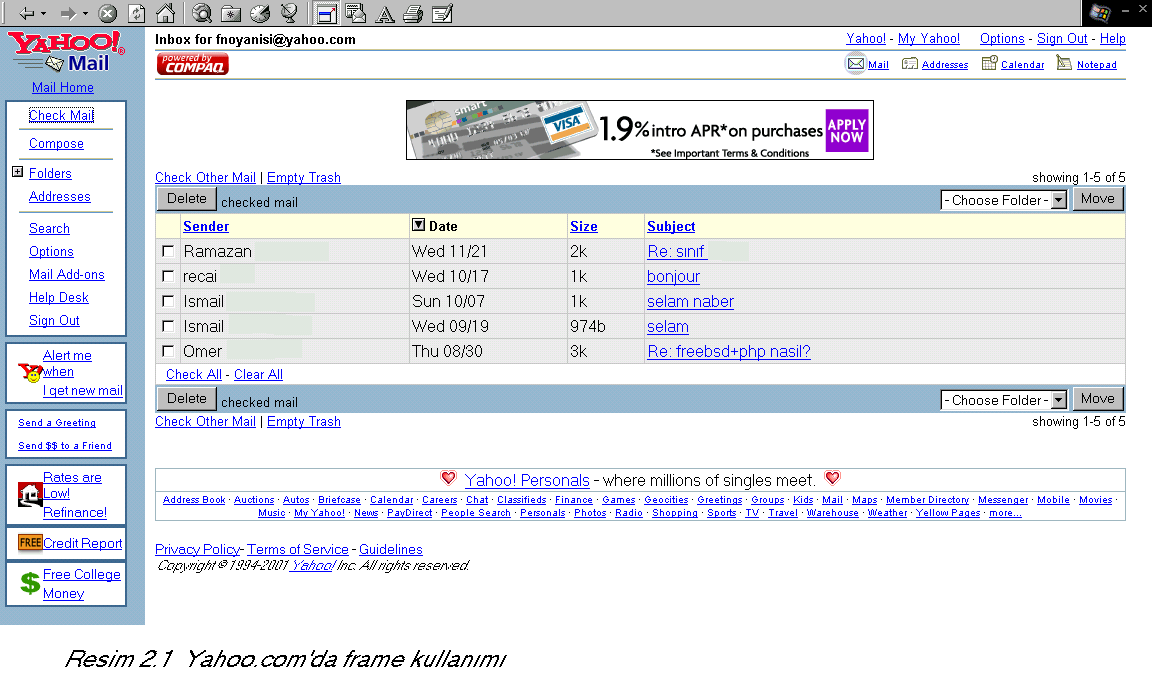 YAHOO! Mail
Mail Home
Check Mail
Compose
Folders
Addresses
Search
Options
Mail Add-ons
Help Desk
Sign Out
Alert me
when
I get new mail
Send a Greeting
Send $$ to a Friend
Rates are
Low!
Refinance!
FREE Credit Report
$ Free College
Money
Inbox for fnoyanisi@yahoo.com
Yahoo! - My Yahoo! Options - Sign Out - Help
powered by
COMPAQ
Mail Addresses Calendar Notepad
smart
VISA
1.9% intro APR* on purchases
*See Important Terms & Conditions
APPLY
NOW
Check Other Mail | Empty Trash showing 1-5 of 5
Delete checked mail - Choose Folder - Move
Sender Date Size Subject
Ramazan Wed 11/21 2k Re: sınıf
recai Wed 10/17 1k bonjour
Ismail Sun 10/07 1k selam naber
Ismail Wed 09/19 974b selam
Omer Thu 08/30 3k Re: freebsd+php nasil?
Check All - Clear All
Delete checked mail - Choose Folder - Move
Check Other Mail | Empty Trash showing 1-5 of 5
Yahoo! Personals - where millions of singles meet.
Address Book · Auctions · Autos · Briefcase · Calendar · Careers · Chat · Classifieds · Finance · Games · Geocities · Greetings · Groups · Kids · Mail · Maps · Member Directory · Messenger · Mobile · Movies ·
Music · My Yahoo! · News · PayDirect · People Search · Personals · Photos · Radio · Shopping · Sports · TV · Travel · Warehouse · Weather · Yellow Pages · more...
Privacy Policy- Terms of Service - Guidelines
Copyright © 1994-2001 Yahoo! Inc. All rights reserved.
Resim 2.1 Yahoo.com'da frame kullanımı